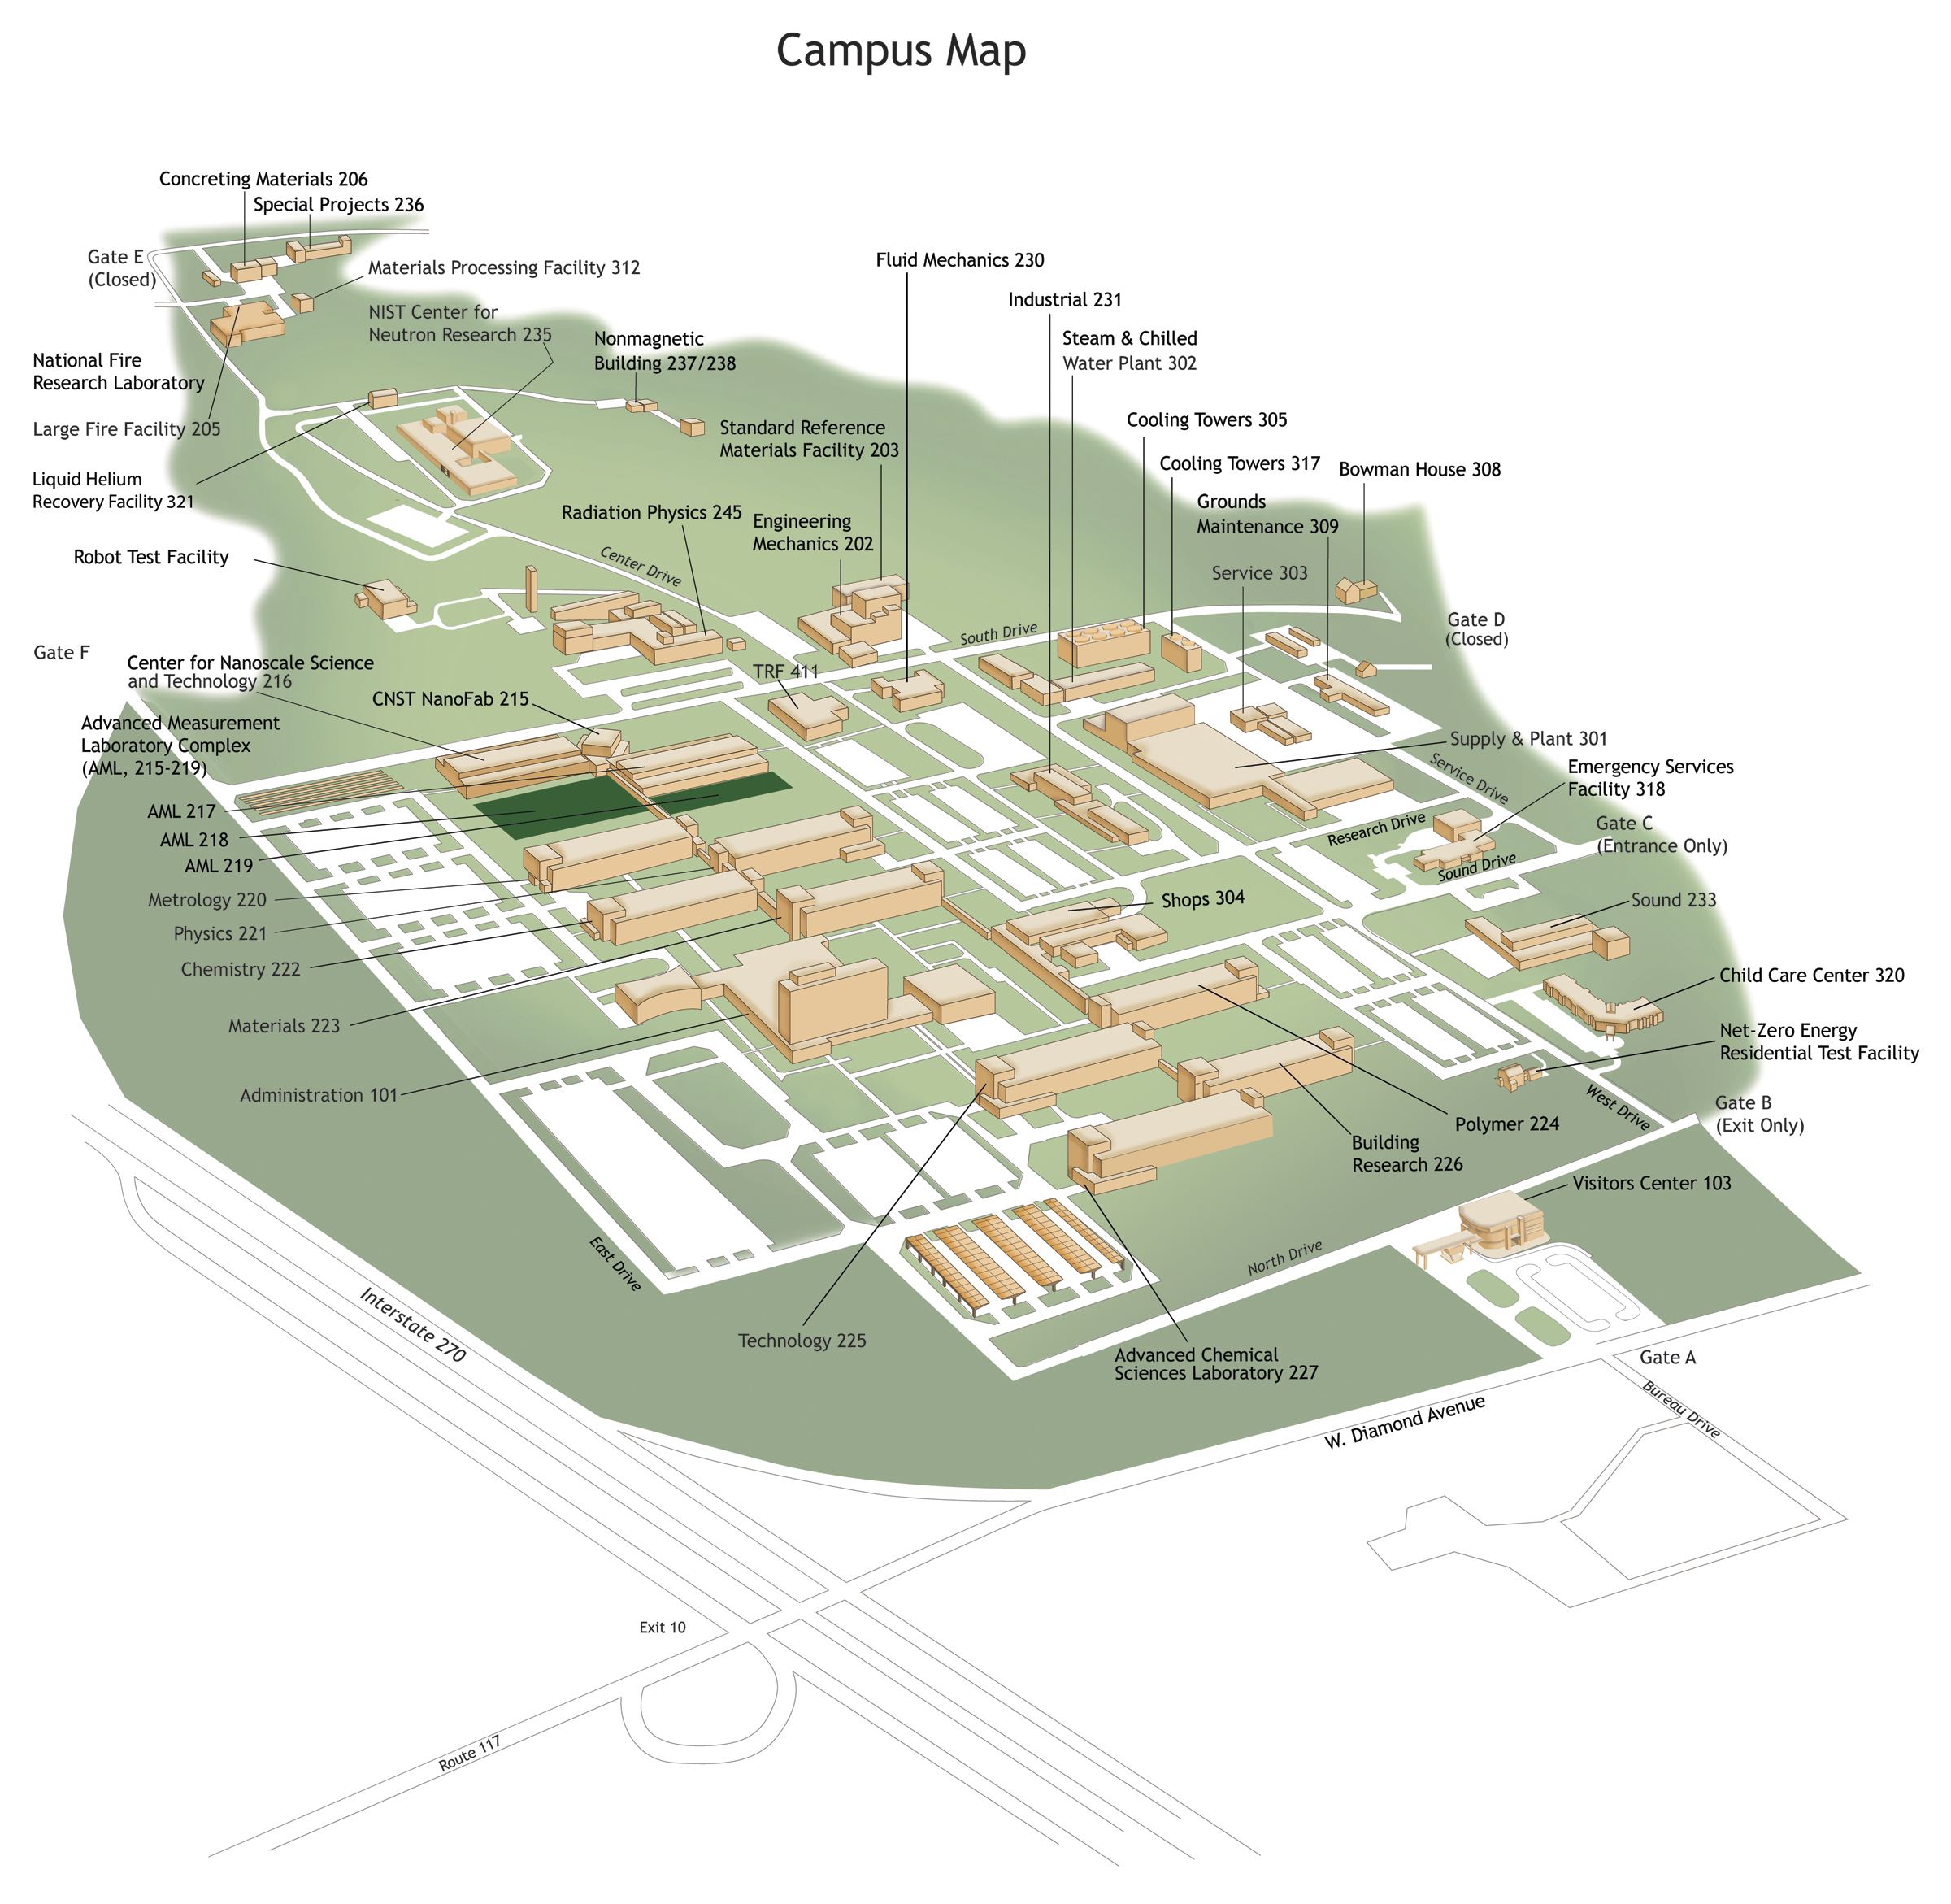 Campus Map
Concreting Materials 206
Special Projects 236
Gate E
(Closed)
Materials Processing Facility 312
Fluid Mechanics 230
Industrial 231
NIST Center for
Neutron Research 235
Nonmagnetic
Building 237/238
Steam & Chilled
Water Plant 302
National Fire
Research Laboratory
Large Fire Facility 205
Standard Reference
Materials Facility 203
Cooling Towers 305
Cooling Towers 317
Bowman House 308
Liquid Helium
Recovery Facility 321
Grounds
Maintenance 309
Radiation Physics 245
Engineering
Mechanics 202
Robot Test Facility
Center Drive
Service 303
South Drive
Gate D
(Closed)
Gate F
Center for Nanoscale Science
and Technology 216
TRF 411
CNST NanoFab 215
Advanced Measurement
Laboratory Complex
(AML, 215-219)
Supply & Plant 301
Service Drive
Emergency Services
Facility 318
AML 217
AML 218
AML 219
Research Drive
Gate C
(Entrance Only)
Sound Drive
Metrology 220
Physics 221
Chemistry 222
Shops 304
Sound 233
Materials 223
Child Care Center 320
Net-Zero Energy
Residential Test Facility
Administration 101
West Drive
Gate B
(Exit Only)
Polymer 224
Building
Research 226
Visitors Center 103
East Drive
North Drive
Interstate 270
Technology 225
Advanced Chemical
Sciences Laboratory 227
Gate A
Bureau Drive
W. Diamond Avenue
Exit 10
Route 117